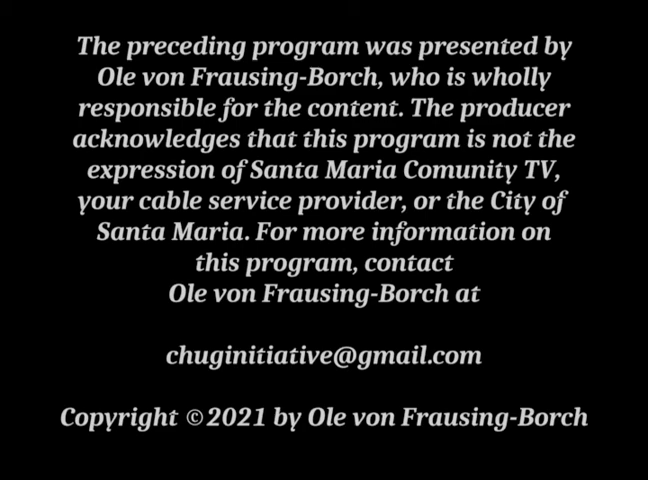 The preceding program was presented by
Ole von Frausing-Borch, who is wholly
responsible for the content. The producer
acknowledges that this program is not the
expression of Santa Maria Comunity TV,
your cable service provider, or the City of
Santa Maria. For more information on
this program, contact
Ole von Frausing-Borch at
chuginitiative@gmail.com
Copyright ©2021 by Ole von Frausing-Borch